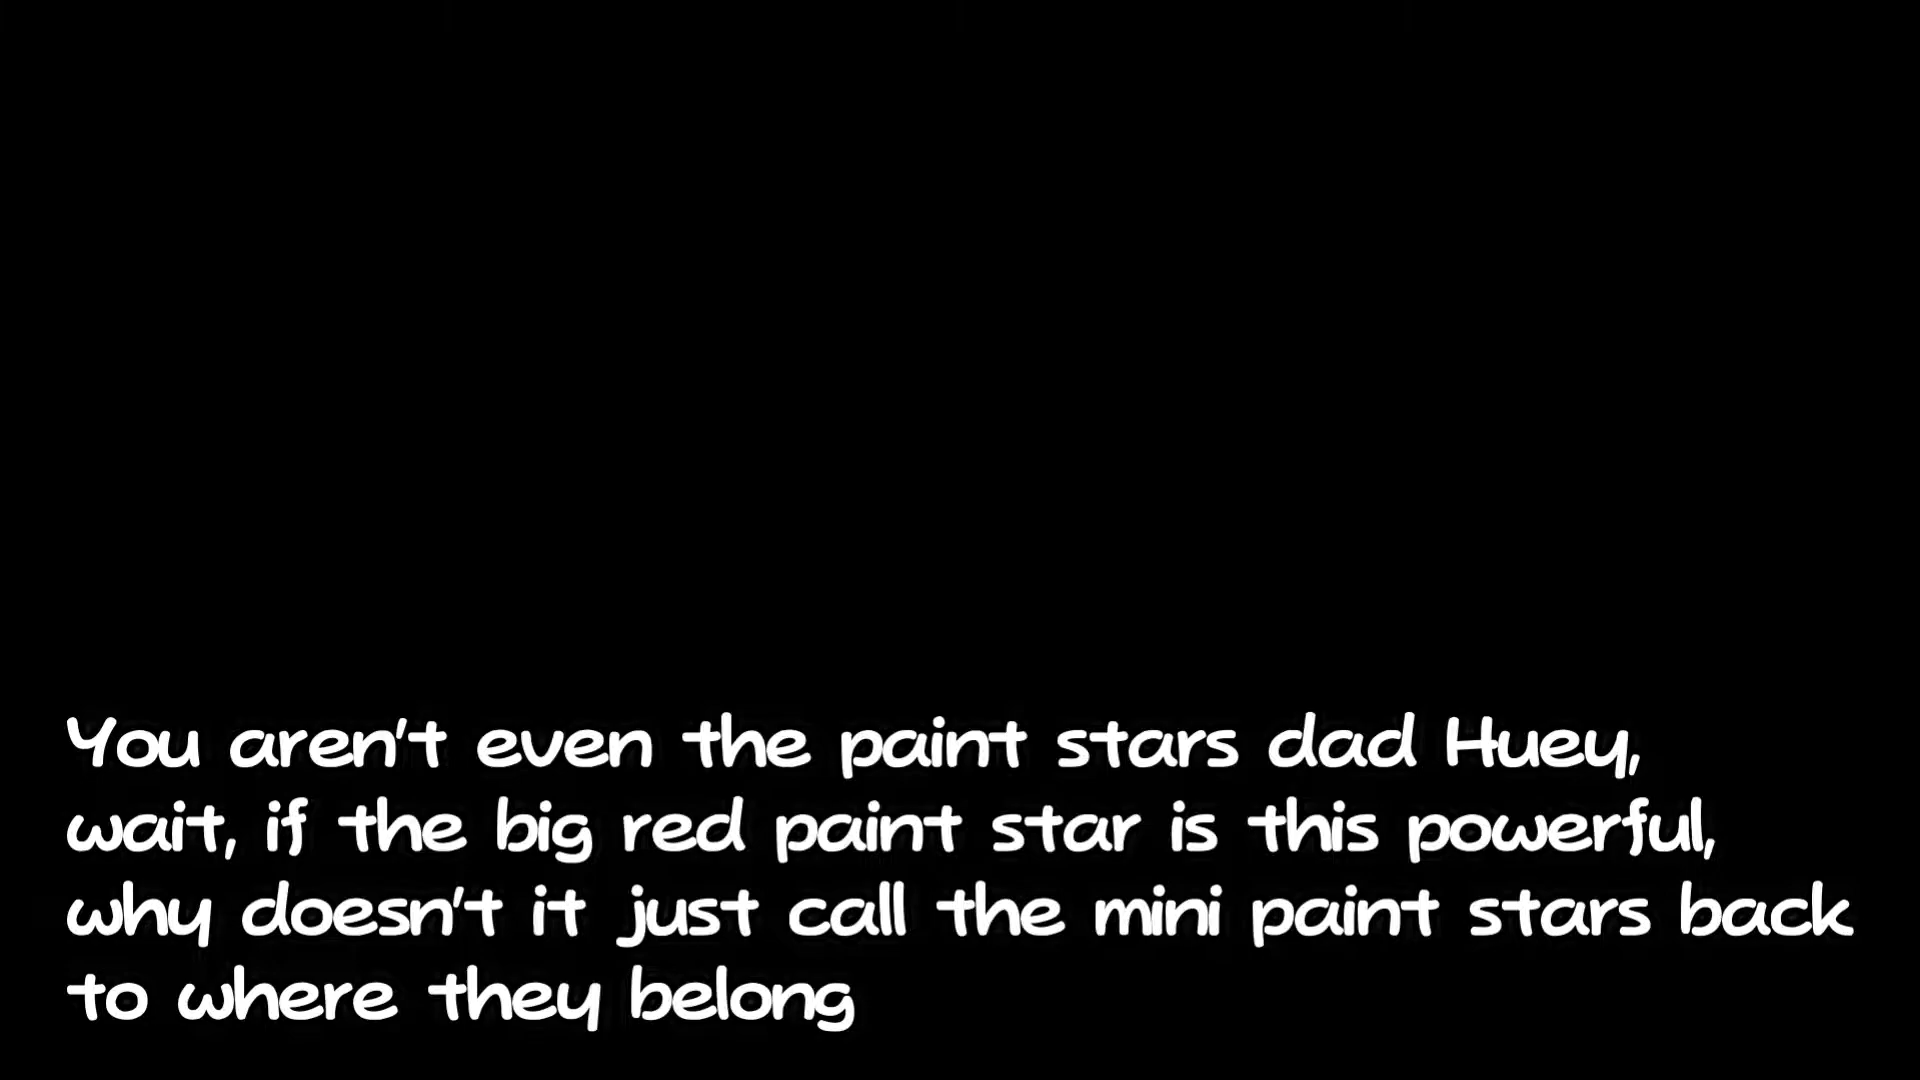 You aren't even the paint stars dad Huey,
wait, if the big red paint star is this powerful,
why doesn't it just call the mini paint stars back
to where they belong